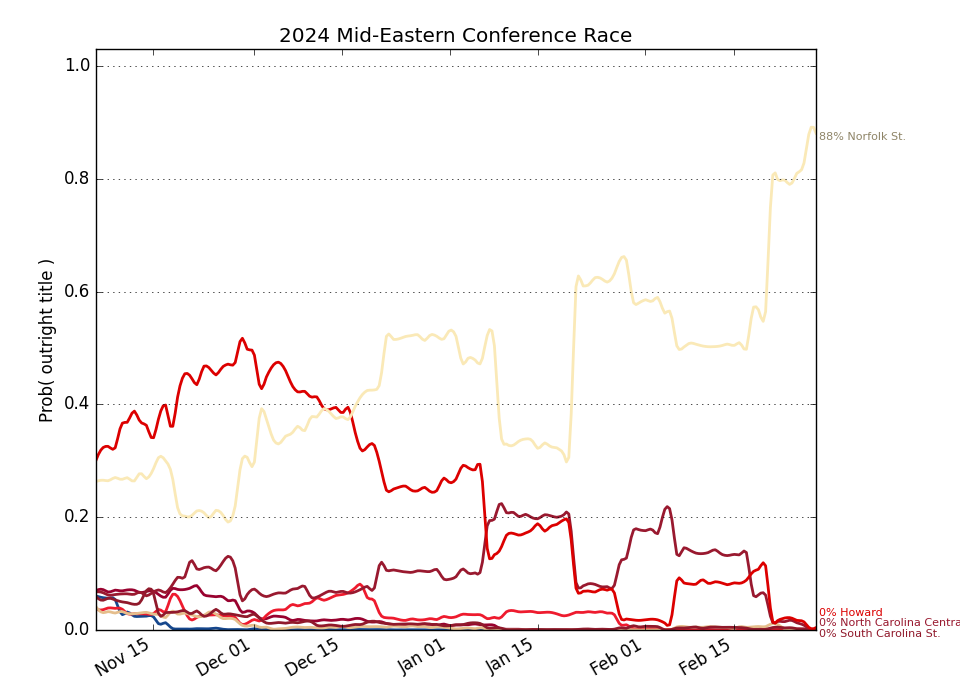 2024 Mid-Eastern Conference Race
1.0
0.8
0.6
0.4
0.2
0.0
Prob( outright title )
88% Norfolk St.
0% Howard
0% North Carolina Centra
0% South Carolina St.
Nov 15
Dec 01
Dec 15
Jan 01
Jan 15
Feb 01
Feb 15